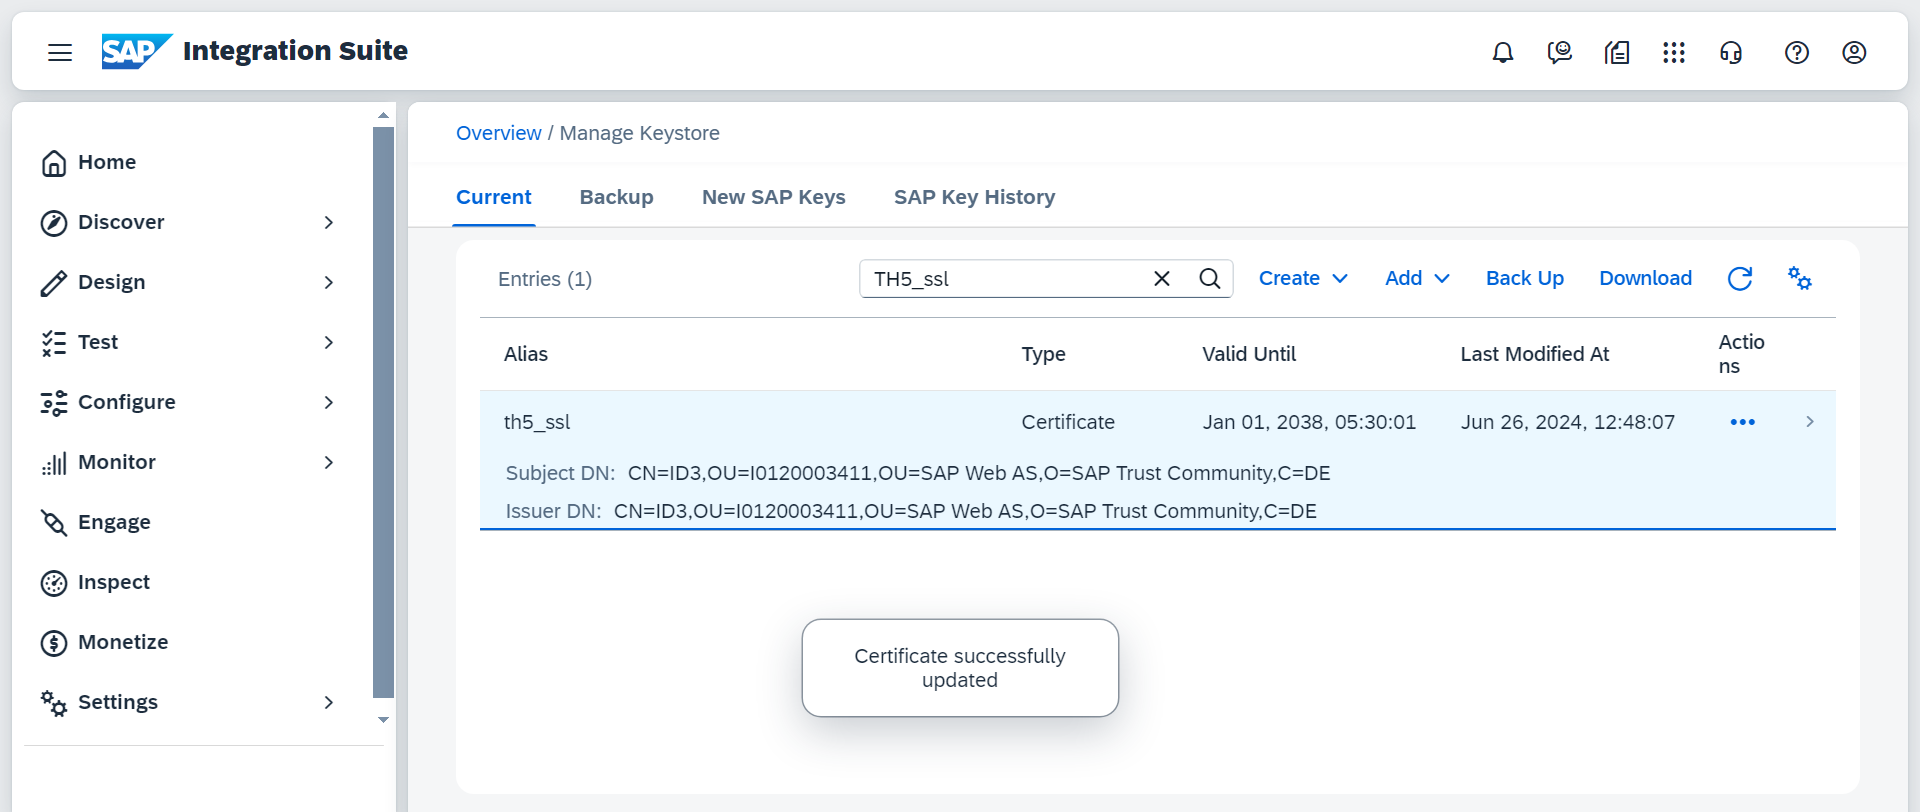 SAP Integration Suite
Home
Discover
Design
Test
Configure
Monitor
Engage
Inspect
Monetize
Settings
Overview / Manage Keystore
Current Backup New SAP Keys SAP Key History
Entries (1) TH5_ssl Create Add Back Up Download
Alias Type Valid Until Last Modified At Actio
ns
th5_ssl Certificate Jan 01, 2038, 05:30:01 Jun 26, 2024, 12:48:07
Subject DN: CN=ID3,OU=I0120003411,OU=SAP Web AS,O=SAP Trust Community,C=DE
Issuer DN: CN=ID3,OU=I0120003411,OU=SAP Web AS,O=SAP Trust Community,C=DE
Certificate successfully
updated